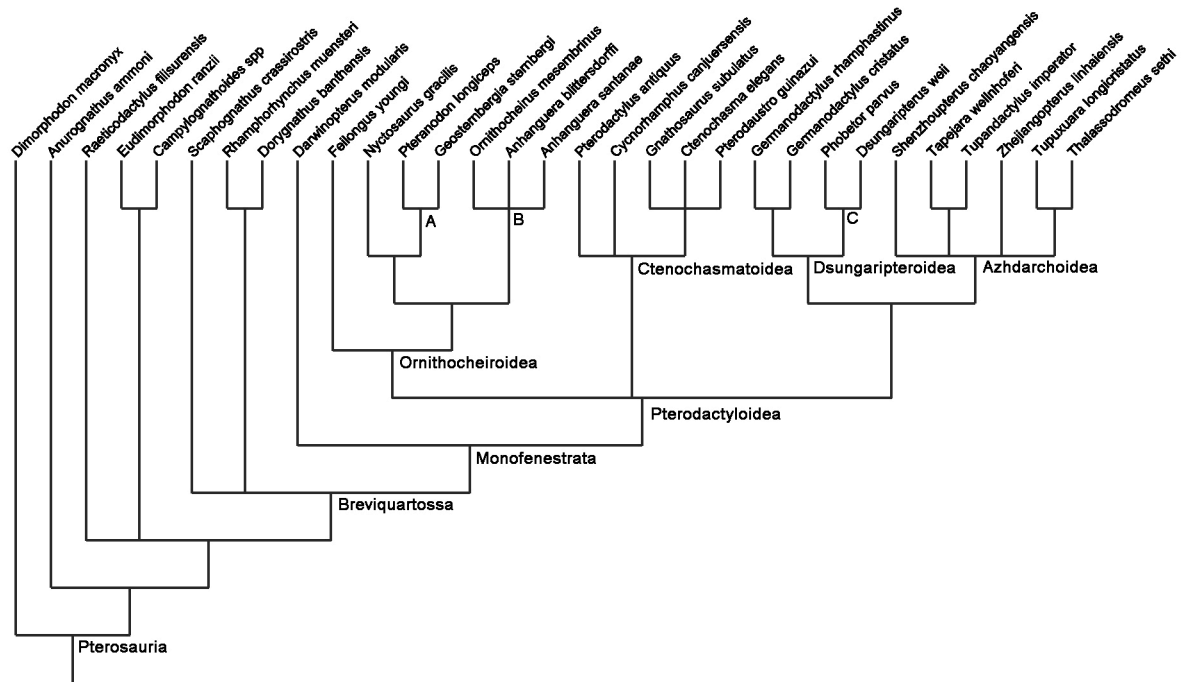 Dimorphodon macronyx
Anurognathus ammoni
Raeticodactylus filisurensis
Eudimorphodon ranzii
Campylognathoides spp
Scaphognathus crassirostris
Rhamphorhynchus muensteri
Dorygnathus banthensis
Darwinopterus modularis
Feilongus youngi
Nyctosaurus gracilis
Pteranodon longiceps
Geosternbergia sternbergi
Ornithocheirus mesembrinus
Anhanguera blittersdorffi
Anhanguera santanae
Pterodactylus antiquus
Cycnorhamphus canjuersensis
Gnathosaurus subulatus
Ctenochasma elegans
Pterodaustro guinazui
Germanodactylus rhamphastinus
Germanodactylus cristatus
Phobetor parvus
Dsungaripterus weii
Shenzhoupterus chaoyangensis
Tapejara wellnhoferi
Tupandactylus imperator
Zhejiangopterus linhaiensis
Tupuxuara longicristatus
Thalassodromeus sethi
A
B
C
Ctenochasmatoidea
Dsungaripteroidea
Azhdarchoidea
Ornithocheiroidea
Pterodactyloidea
Monofenestrata
Breviquartossa
Pterosauria